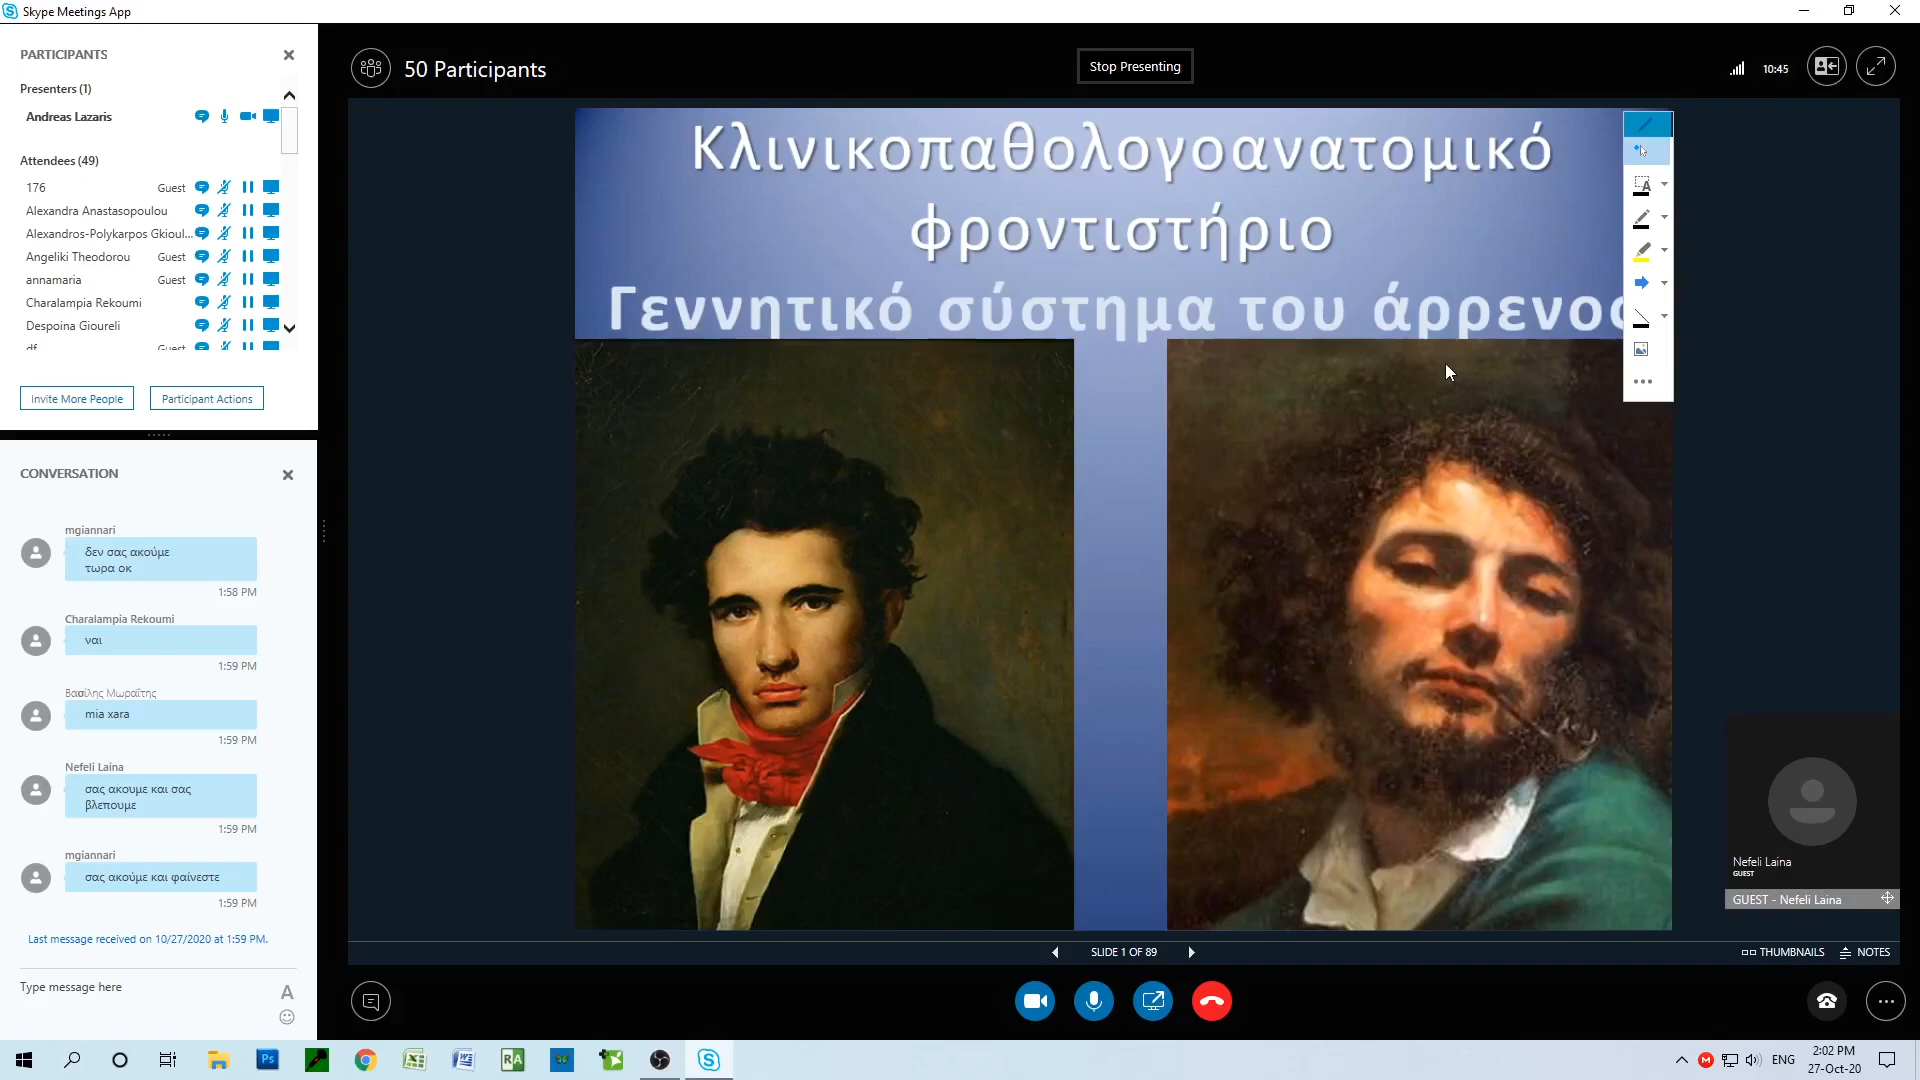 Skype Meetings App
PARTICIPANTS
Presenters (1)
Andreas Lazaris
Attendees (49)
176 Guest
Alexandra Anastasopoulou
Alexandros-Polykarpos Gkioul...
Angeliki Theodorou Guest
annamaria Guest
Charalampia Rekoumi
Despoina Gioureli
df Guest
Invite More People
Participant Actions
CONVERSATION
mgiannari
δεν σας ακούμε
τωρα οκ
1:58 PM
Charalampia Rekoumi
ναι
1:59 PM
Βασίλης Μωραΐτης
mia xara
1:59 PM
Nefeli Laina
σας ακουμε και σας
βλεπουμε
1:59 PM
mgiannari
σας ακούμε και φαίνεστε
1:59 PM
Last message received on 10/27/2020 at 1:59 PM.
Type message here
50 Participants
Stop Presenting
10:45
Κλινικοπαθολογοανατομικό
φροντιστήριο
Γεννητικό σύστημα του άρρενος
Nefeli Laina
GUEST
GUEST - Nefeli Laina
SLIDE 1 OF 89
THUMBNAILS
NOTES
ENG
2:02 PM
27-Oct-20